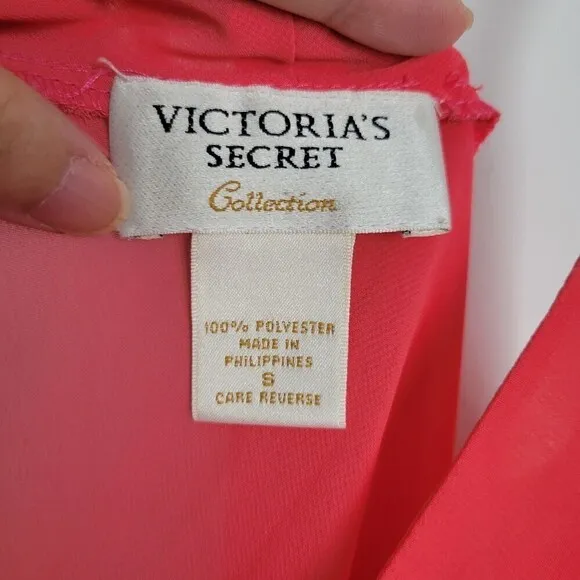 VICTORIA'S
SECRET
Collection
100% POLYESTER
MADE IN
PHILIPPINES
S
CARE REVERSE